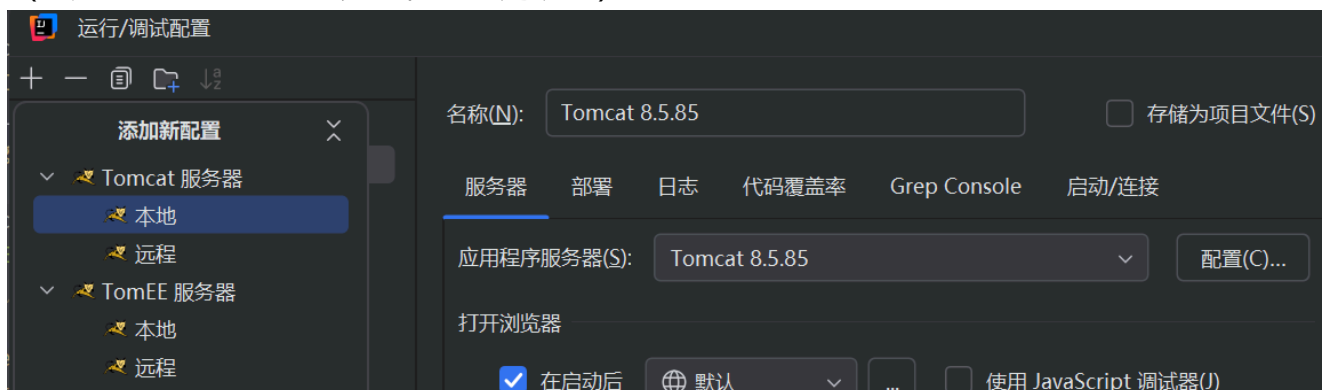 运行/调试配置
添加新配置
Tomcat 服务器
本地
远程
TomEE 服务器
本地
远程
名称(N): Tomcat 8.5.85 存储为项目文件(S)
服务器 部署 日志 代码覆盖率 Grep Console 启动/连接
应用程序服务器(S): Tomcat 8.5.85 配置(C)...
打开浏览器
在启动后 默认 ... 使用 JavaScript 调试器(J)